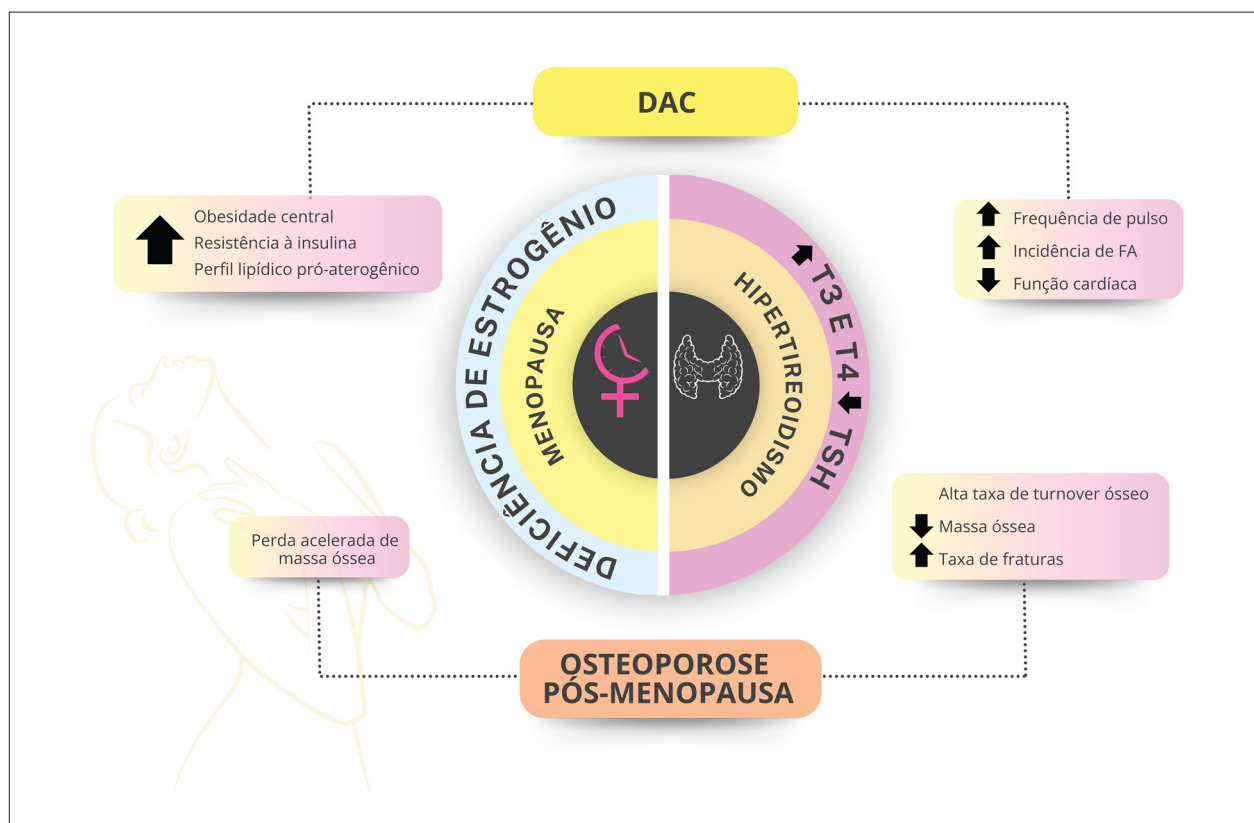 DAC
Obesidade central
Resistência à insulina
Perfil lipídico pró-aterogênico
Frequência de pulso
Incidência de FA
Função cardíaca
DEFICIÊNCIA DE ESTROGÊNIO
MENOPAUSA
HIPERTIREOIDISMO
T3 E T4 TSH
Perda acelerada de
massa óssea
Alta taxa de turnover ósseo
Massa óssea
Taxa de fraturas
OSTEOPOROSE
PÓS-MENOPAUSA